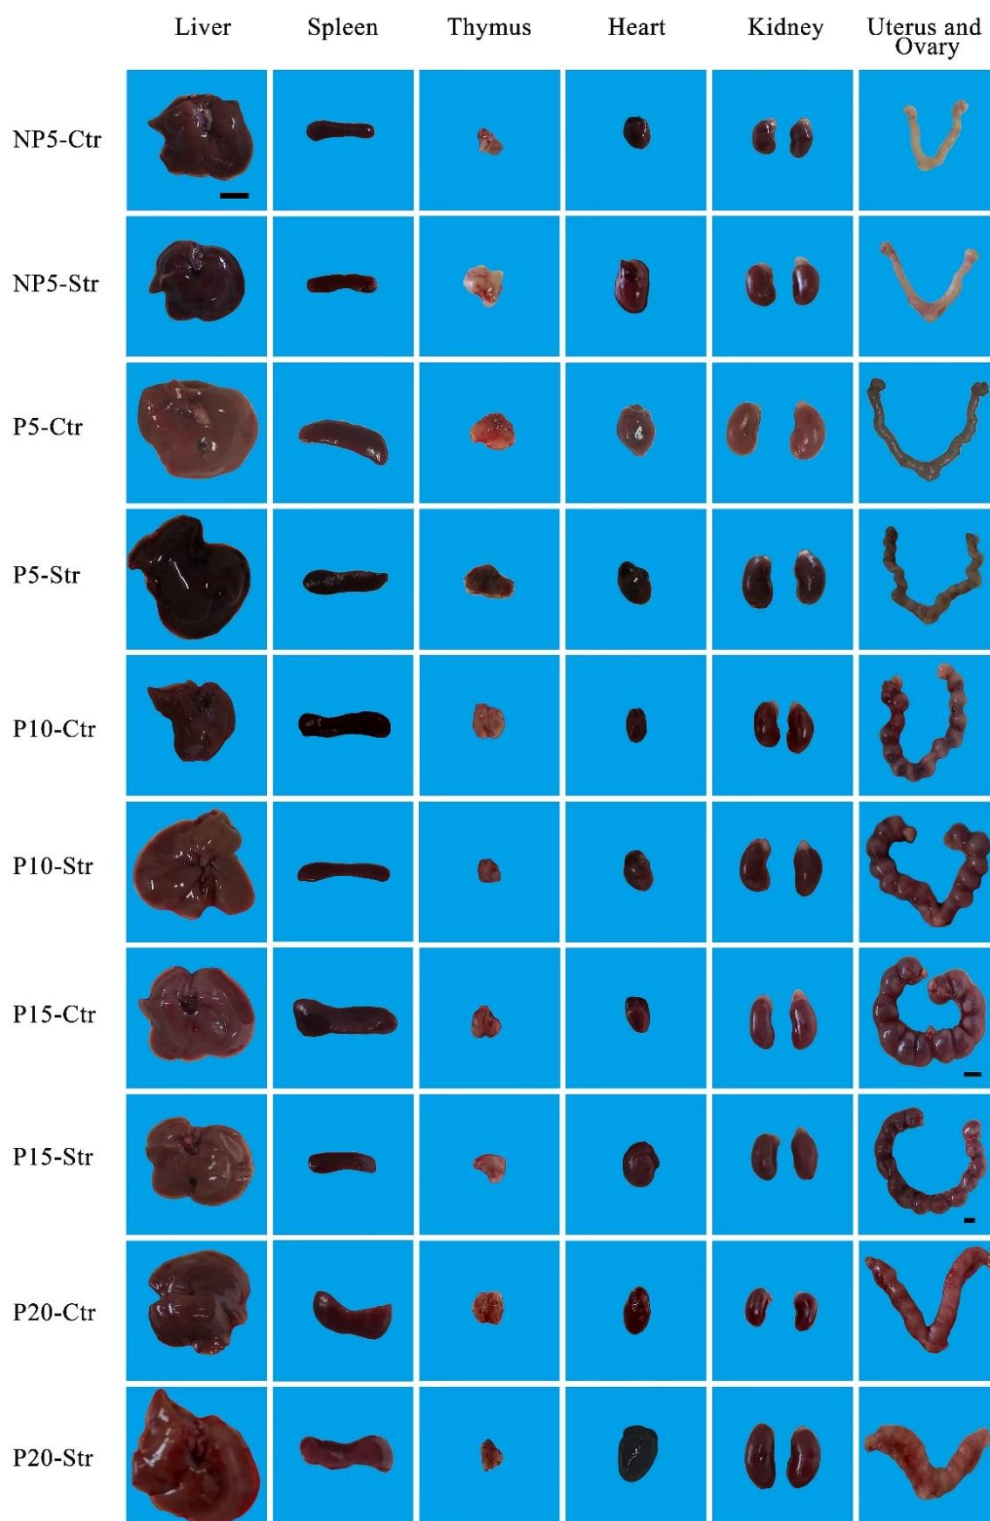 Liver Spleen Thymus Heart Kidney Uterus and
Ovary
NP5-Ctr
NP5-Str
P5-Ctr
P5-Str
P10-Ctr
P10-Str
P15-Ctr
P15-Str
P20-Ctr
P20-Str